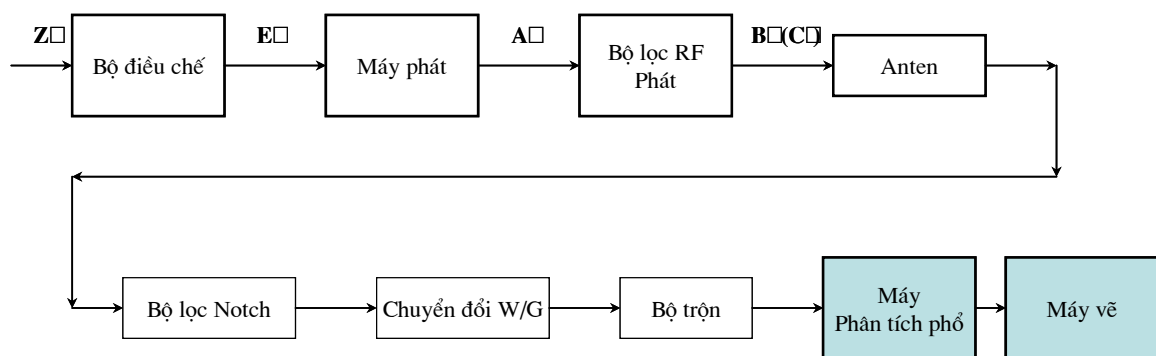 Z□
E□
A□
B□(C□)
Bộ điều chế
Máy phát
Bộ lọc RF
Phát
Anten
Bộ lọc Notch
Chuyển đổi W/G
Bộ trộn
Máy
Phân tích phổ
Máy vẽ